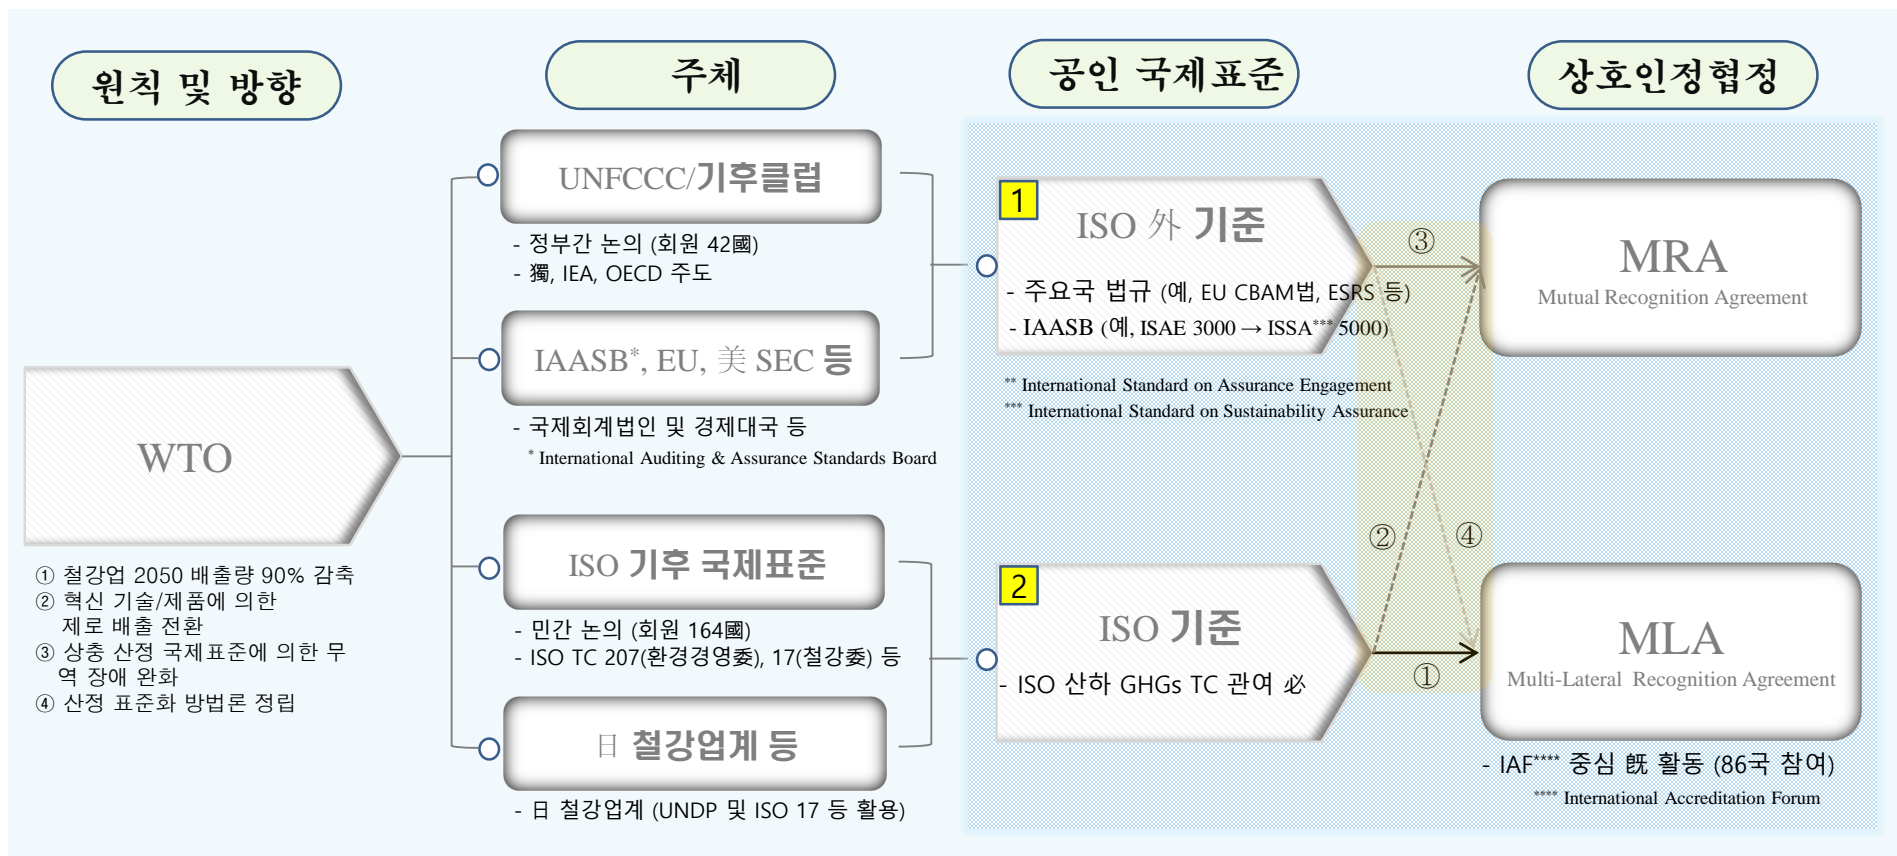 원칙 및 방향
주체
공인 국제표준
상호인정협정
WTO
① 철강업 2050 배출량 90% 감축
② 혁신 기술/제품에 의한
제로 배출 전환
③ 상충 산정 국제표준에 의한 무
역 장애 완화
④ 산정 표준화 방법론 정립
UNFCCC/기후클럽
- 정부간 논의 (회원 42國)
- 獨, IEA, OECD 주도
IAASB*, EU, 美 SEC 등
- 국제회계법인 및 경제대국 등
* International Auditing & Assurance Standards Board
ISO 기후 국제표준
- 민간 논의 (회원 164國)
- ISO TC 207(환경경영委), 17(철강委) 등
日 철강업계 등
- 日 철강업계 (UNDP 및 ISO 17 등 활용)
1
ISO 外 기준
- 주요국 법규 (예, EU CBAM법, ESRS 등)
- IAASB (예, ISAE 3000 → ISSA*** 5000)
** International Standard on Assurance Engagement
*** International Standard on Sustainability Assurance
2
ISO 기준
- ISO 산하 GHGs TC 관여 必
③
②
④
①
MRA
Mutual Recognition Agreement
MLA
Multi-Lateral Recognition Agreement
- IAF**** 중심 旣 활동 (86국 참여)
**** International Accreditation Forum